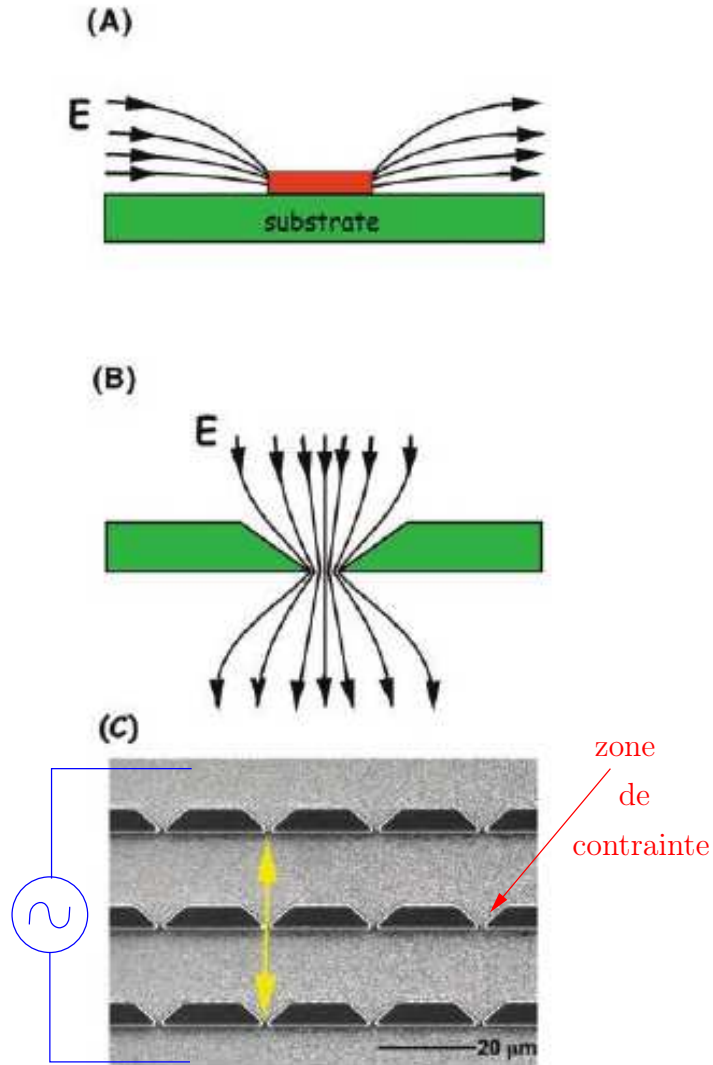 (A)
E
substrate
(B)
E
(C)
zone
de
contrainte
20 μm